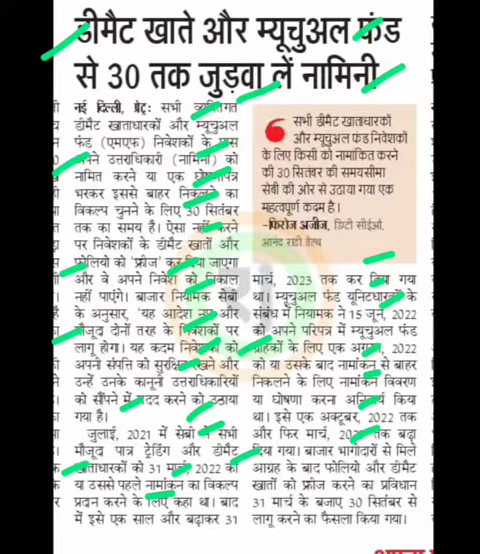 डीमैट खाते और म्यूचुअल फंड
से 30 तक जुड़वा लें नामिनी
नई दिल्ली, प्रेट्र: सभी व्यक्तिगत
डीमैट खाताधारकों और म्यूचुअल
फंड (एमएफ) निवेशकों के पास
अपने उत्तराधिकारी (नामिनी) को
नामित करने या एक घोषणापत्र
भरकर इससे बाहर निकलने का
विकल्प चुनने के लिए 30 सितंबर
तक का समय है। ऐसा नहीं करने
पर निवेशकों के डीमैट खातों और
फोलियो को 'फ्रीज' कर दिया जाएगा
और वे अपने निवेश को निकाल
नहीं पाएंगे। बाजार नियामक सेबी
के अनुसार, 'यह आदेश नए और
मौजूद दोनों तरह के निवेशकों पर
लागू होगा। यह कदम निवेशकों को
अपनी संपत्ति को सुरक्षित रखने और
उन्हें उनके कानूनी उत्तराधिकारियों
को सौंपने में मदद करने को उठाया
गया है।
जुलाई, 2021 में सेबी ने सभी
मौजूद पात्र ट्रेडिंग और डीमैट
खाताधारकों को 31 मार्च, 2022 को
या उससे पहले नामांकन का विकल्प
प्रदान करने के लिए कहा था। बाद
में इसे एक साल और बढ़ाकर 31
सभी डीमैट खाताधारकों
और म्यूचुअल फंड निवेशकों
के लिए किसी को नामांकित करने
की 30 सितंबर की समयसीमा
सेबी की ओर से उठाया गया एक
महत्वपूर्ण कदम है।
-फिरोज अजीज, डिप्टी सीईओ,
आनंद राठी वेल्थ
मार्च, 2023 तक कर दिया गया
था। म्यूचुअल फंड यूनिटधारकों के
संबंध में नियामक ने 15 जून, 2022
को अपने परिपत्र में म्यूचुअल फंड
ग्राहकों के लिए एक अगस्त, 2022
को या उसके बाद नामांकन से बाहर
निकलने के लिए नामांकन विवरण
या घोषणा करना अनिवार्य किया
था। इसे एक अक्टूबर, 2022 तक
और फिर मार्च, तक बढ़ा
दिया गया। बाजार भागीदारों से मिले
आग्रह के बाद फोलियो और डीमैट
खातों को फ्रीज करने का प्रविधान
31 मार्च के बजाए 30 सितंबर से
लागू करने का फैसला किया गया।